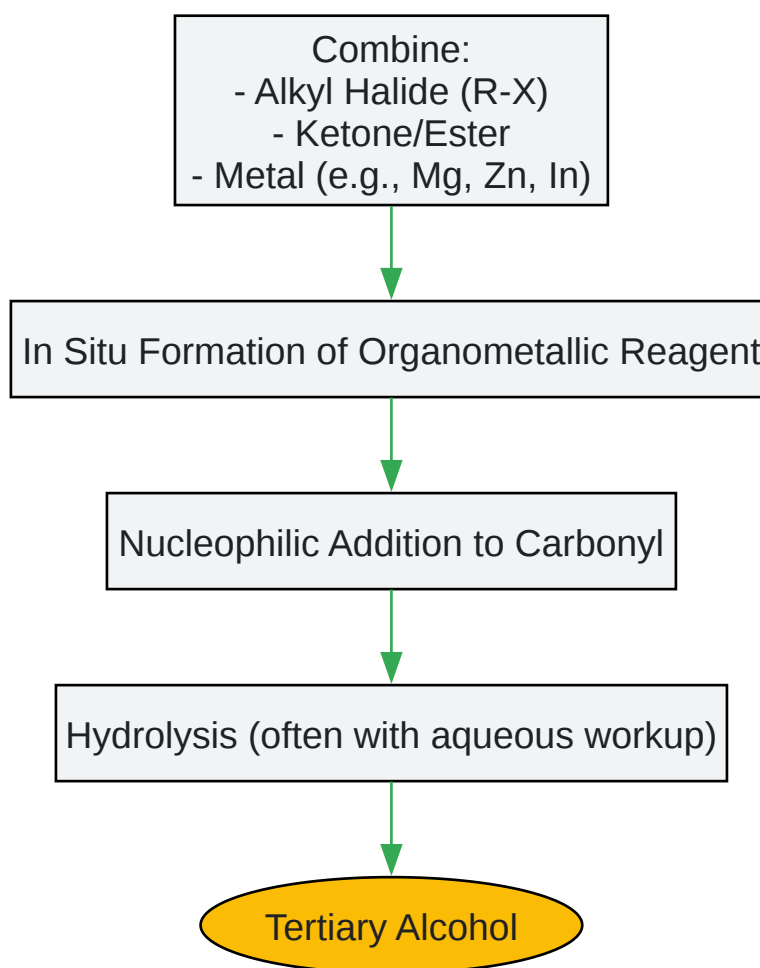 Combine:
- Alkyl Halide (R-X)
- Ketone/Ester
- Metal (e.g., Mg, Zn, In)
In Situ Formation of Organometallic Reagent
Nucleophilic Addition to Carbonyl
Hydrolysis (often with aqueous workup)
Tertiary Alcohol